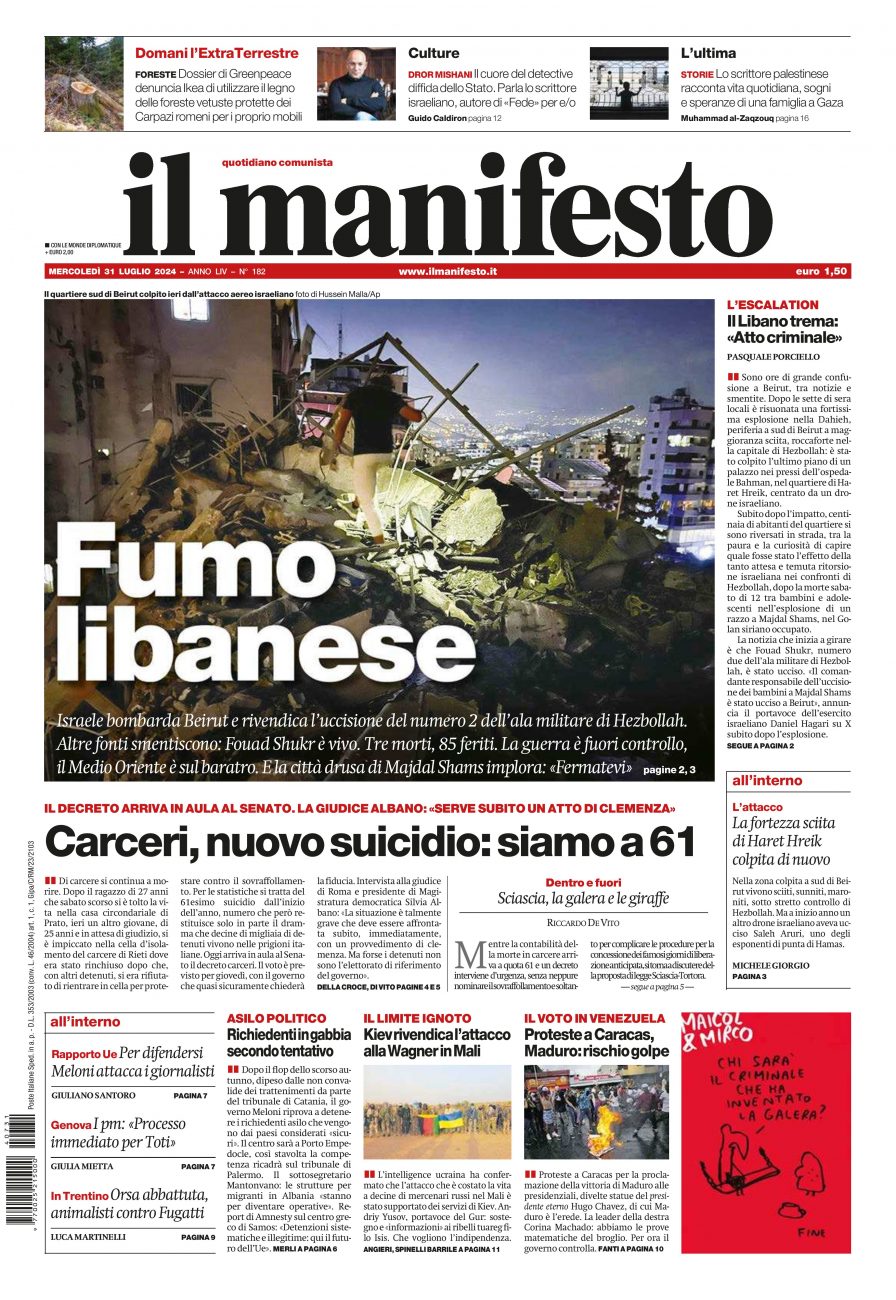 Domani l'ExtraTerrestre
FORESTE Dossier di Greenpeace
denuncia Ikea di utilizzare il legno
delle foreste vetuste protette dei
Carpazi romeni per i proprio mobili
Culture
DROR MISHANI Il cuore del detective
diffida dello Stato. Parla lo scrittore
israeliano, autore di «Fede» per e/o
Guido Caldiron pagina 12
L'ultima
STORIE Lo scrittore palestinese
racconta vita quotidiana, sogni
e speranze di una famiglia a Gaza
Muhammad al-Zaqzouq pagina 16
quotidiano comunista
il manifesto
■ CON LE MONDE DIPLOMATIQUE
+ EURO 2,00
MERCOLEDÌ 31 LUGLIO 2024 – ANNO LIV – N° 182
www.ilmanifesto.it
euro 1,50
Il quartiere sud di Beirut colpito ieri dall'attacco aereo israeliano foto di Hussein Malla/Ap
Fumo
libanese
Israele bombarda Beirut e rivendica l'uccisione del numero 2 dell'ala militare di Hezbollah.
Altre fonti smentiscono: Fouad Shukr è vivo. Tre morti, 85 feriti. La guerra è fuori controllo,
il Medio Oriente è sul baratro. E la città drusa di Majdal Shams implora: «Fermatevi» pagine 2, 3
L'ESCALATION
Il Libano trema:
«Atto criminale»
PASQUALE PORCIELLO
Sono ore di grande confu-
sione a Beirut, tra notizie e
smentite. Dopo le sette di sera
locali è risuonata una fortissi-
ma esplosione nella Dahieh,
periferia a sud di Beirut a mag-
gioranza sciita, roccaforte nel-
la capitale di Hezbollah: è sta-
to colpito l'ultimo piano di un
palazzo nei pressi dell'ospeda-
le Bahman, nel quartiere di Ha-
ret Hreik, centrato da un dro-
ne israeliano.
Subito dopo l'impatto, centi-
naia di abitanti del quartiere si
sono riversati in strada, tra la
paura e la curiosità di capire
quale fosse stato l'effetto della
tanto attesa e temuta ritorsio-
ne israeliana nei confronti di
Hezbollah, dopo la morte saba-
to di 12 tra bambini e adole-
scenti nell'esplosione di un
razzo a Majdal Shams, nel Go-
lan siriano occupato.
La notizia che inizia a girare
è che Fouad Shukr, numero
due dell'ala militare di Hezbol-
lah, è stato ucciso. «Il coman-
dante responsabile dell'uccisio-
ne dei bambini a Majdal Shams
è stato ucciso a Beirut», annun-
cia il portavoce dell'esercito
israeliano Daniel Hagari su X
subito dopo l'esplosione.
SEGUE A PAGINA 2
all'interno
L'attacco
La fortezza sciita
di Haret Hreik
colpita di nuovo
Nella zona colpita a sud di Bei-
rut vivono sciiti, sunniti, maro-
niti, sotto stretto controllo di
Hezbollah. Ma a inizio anno un
altro drone israeliano aveva uc-
ciso Saleh Aruri, uno degli
esponenti di punta di Hamas.
MICHELE GIORGIO
PAGINA 3
IL DECRETO ARRIVA IN AULA AL SENATO. LA GIUDICE ALBANO: «SERVE SUBITO UN ATTO DI CLEMENZA»
Carceri, nuovo suicidio: siamo a 61
Di carcere si continua a mo-
rire. Dopo il ragazzo di 27 anni
che sabato scorso si è tolto la
vita nella casa circondariale di
Prato, ieri un altro giovane, di
25 anni e in attesa di giudizio, si
è impiccato nella cella d'isola-
mento del carcere di Rieti dove
era stato rinchiuso dopo che,
con altri detenuti, si era rifiuta-
to di rientrare in cella per prote-
stare contro il sovraffollamen-
to. Per le statistiche si tratta del
61esimo suicidio dall'inizio
dell'anno, numero che però re-
stituisce solo in parte il dram-
ma che decine di migliaia di de-
tenuti vivono nelle prigioni ita-
liane. Oggi arriva in aula al Sena-
to il decreto carceri. Il voto è pre-
visto per giovedì, con il governo
che quasi sicuramente chiederà
la fiducia. Intervista alla giudice
di Roma e presidente di Magi-
stratura democratica Silvia Al-
bano: «La situazione è talmente
grave che deve essere affronta-
ta subito, immediatamente,
con un provvedimento di cle-
menza. Ma forse i detenuti non
sono l'elettorato di riferimento
del governo».
DELLA CROCE, DI VITO PAGINE 4 E 5
Dentro e fuori
Sciascia, la galera e le giraffe
RICCARDO DE VITO
Mentre la contabilità del-
la morte in carcere arri-
va a quota 61 e un decreto
interviene d'urgenza, senza neppure
nominare il sovraffollamento e soltan-
to per complicare le procedure per la
concessione dei famosi giorni di libera-
zione anticipata, si torna a discutere del-
la proposta di legge Sciascia-Tortora.
— segue a pagina 5 —
Poste Italiane Sped. in a. p. - D.L. 353/2003 (conv. L. 46/2004) art. 1, c. 1, Gipa/C/RM/23/2103
40731
9 770025 215000
all'interno
Rapporto Ue Per difendersi
Meloni attacca i giornalisti
GIULIANO SANTORO PAGINA 7
Genova I pm: «Processo
immediato per Toti»
GIULIA MIETTA PAGINA 7
In Trentino Orsa abbattuta,
animalisti contro Fugatti
LUCA MARTINELLI PAGINA 9
ASILO POLITICO
Richiedenti in gabbia
secondo tentativo
Dopo il flop dello scorso au-
tunno, dipeso dalle non conva-
lide dei trattenimenti da parte
del tribunale di Catania, il go-
verno Meloni riprova a detene-
re i richiedenti asilo che vengo-
no dai paesi considerati «sicu-
ri». Il centro sarà a Porto Empe-
docle, così stavolta la compe-
tenza ricadrà sul tribunale di
Palermo. Il sottosegretario
Mantovano: le strutture per
migranti in Albania «stanno
per diventare operative». Re-
port di Amnesty sul centro gre-
co di Samos: «Detenzioni siste-
matiche e illegittime: qui il futu-
ro dell'Ue». MERLI A PAGINA 6
IL LIMITE IGNOTO
Kiev rivendica l'attacco
alla Wagner in Mali
L'intelligence ucraina ha confer-
mato che l'attacco che è costato la vita
a decine di mercenari russi nel Mali è
stato supportato dei servizi di Kiev. An-
driy Yusov, portavoce del Gur: soste-
gno e «informazioni» ai ribelli tuareg fi-
lo Isis. Che vogliono l'indipendenza.
ANGIERI, SPINELLI BARRILE A PAGINA 11
IL VOTO IN VENEZUELA
Proteste a Caracas,
Maduro: rischio golpe
Proteste a Caracas per la procla-
mazione della vittoria di Maduro alle
presidenziali, divelte statue del presi-
dente eterno Hugo Chavez, di cui Ma-
duro è l'erede. La leader della destra
Corina Machado: abbiamo le prove
matematiche del broglio. Per ora il
governo controlla. FANTI A PAGINA 10
MAICOL
& MIRCO
CHI SARÀ
IL CRIMINALE
CHE HA
INVENTATO
LA GALERA?
FINE